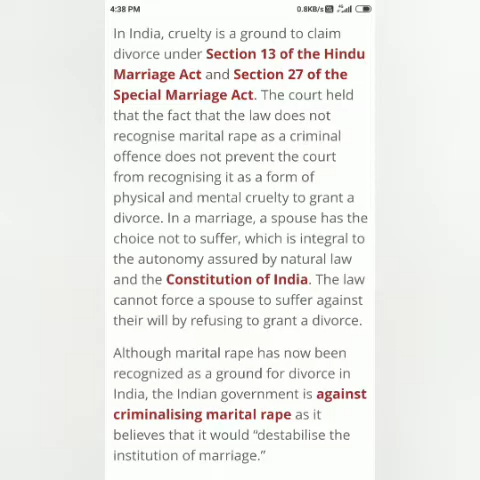 4:38 PM 0.8KB/s
In India, cruelty is a ground to claim
divorce under Section 13 of the Hindu
Marriage Act and Section 27 of the
Special Marriage Act. The court held
that the fact that the law does not
recognise marital rape as a criminal
offence does not prevent the court
from recognising it as a form of
physical and mental cruelty to grant a
divorce. In a marriage, a spouse has the
choice not to suffer, which is integral to
the autonomy assured by natural law
and the Constitution of India. The law
cannot force a spouse to suffer against
their will by refusing to grant a divorce.
Although marital rape has now been
recognized as a ground for divorce in
India, the Indian government is against
criminalising marital rape as it
believes that it would “destabilise the
institution of marriage.”